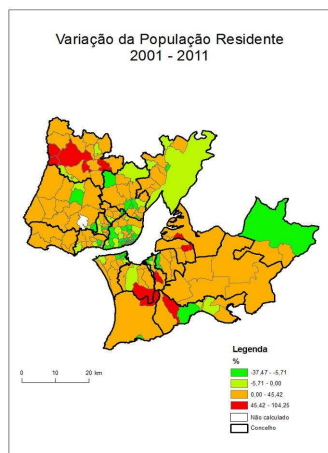 Variação da População Residente
2001 - 2011
Legenda
%
-37,47 - -5,71
-5,71 - 0,00
0,00 - 45,42
45,42 - 104,25
Não calculado
Concelho
0 10 20 km